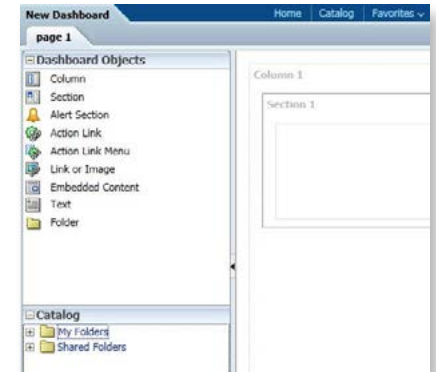 New Dashboard
Home Catalog Favorites
page 1
Dashboard Objects
Column
Section
Alert Section
Action Link
Action Link Menu
Link or Image
Embedded Content
Text
Folder
Column 1
Section 1
Catalog
My Folders
Shared Folders